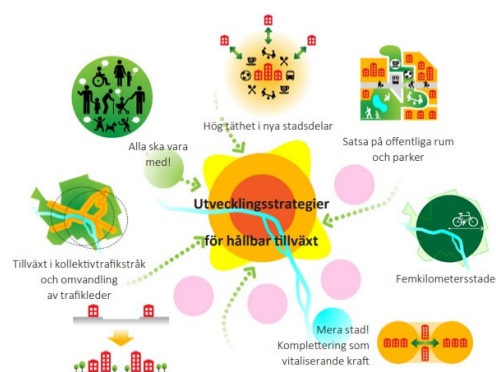 Hög täthet i nya stadsdelar
Alla ska vara
med!
Satsa på offentliga rum
och parker
Utvecklingsstrategier
för hållbar tillväxt
Tillväxt i kollektivtrafikstråk
och omvandling
av trafikleder
Femkilometersstade
Mera stad!
Komplettering som
vitaliserande kraft